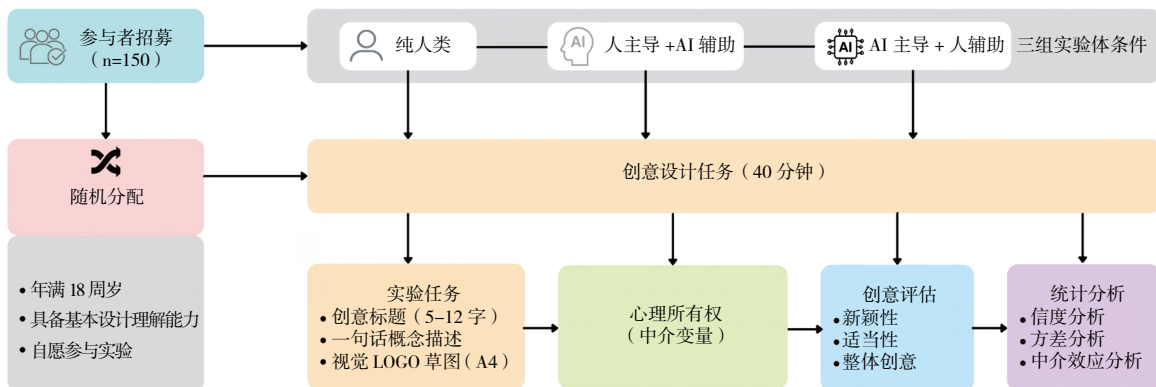 参与者招募
（n=150）
纯人类
AI
人主导 +AI 辅助
AI
AI 主导 + 人辅助
三组实验体条件
随机分配
创意设计任务（40 分钟）
• 年满 18 周岁
• 具备基本设计理解能力
• 自愿参与实验
实验任务
• 创意标题（5–12 字）
• 一句话概念描述
• 视觉 LOGO 草图（A4）
心理所有权
（中介变量）
创意评估
• 新颖性
• 适当性
• 整体创意
统计分析
• 信度分析
• 方差分析
• 中介效应分析